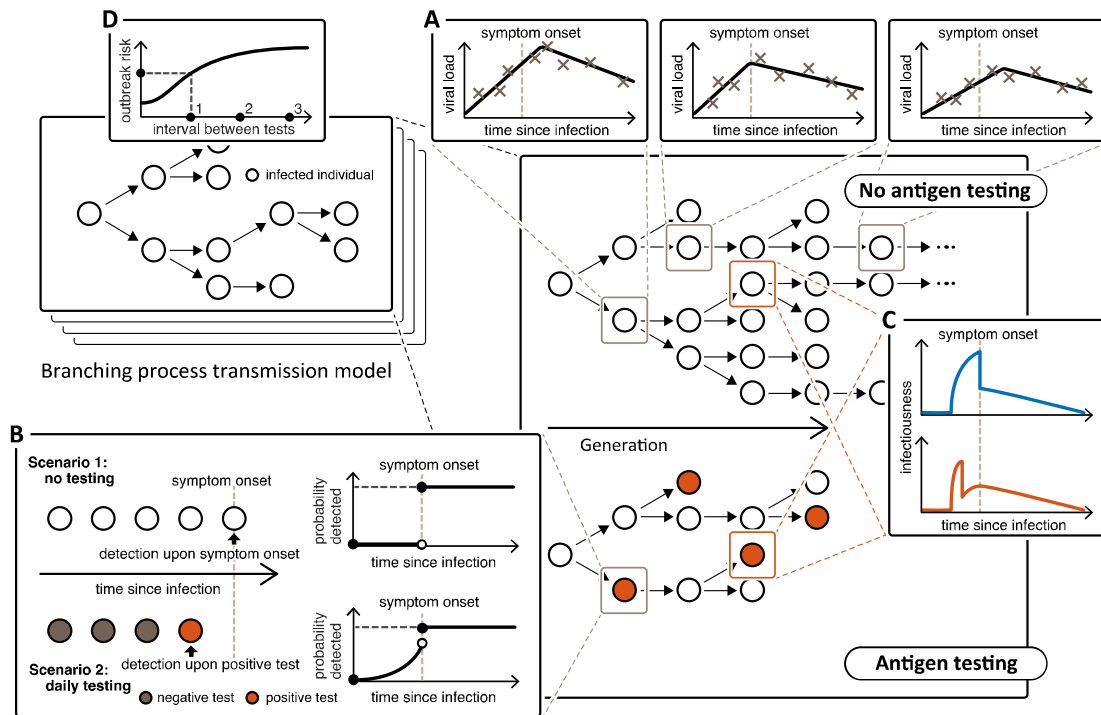 D
outbreak risk
1
2
3
interval between tests
infected individual
Branching process transmission model
A
symptom onset
viral load
time since infection
symptom onset
viral load
time since infection
symptom onset
viral load
time since infection
No antigen testing
...
...
Generation
C
symptom onset
infectiousness
time since infection
B
Scenario 1:
no testing
symptom onset
detection upon symptom onset
time since infection
detection upon positive test
Scenario 2:
daily testing
negative test
positive test
symptom onset
probability
detected
time since infection
symptom onset
probability
detected
time since infection
Antigen testing